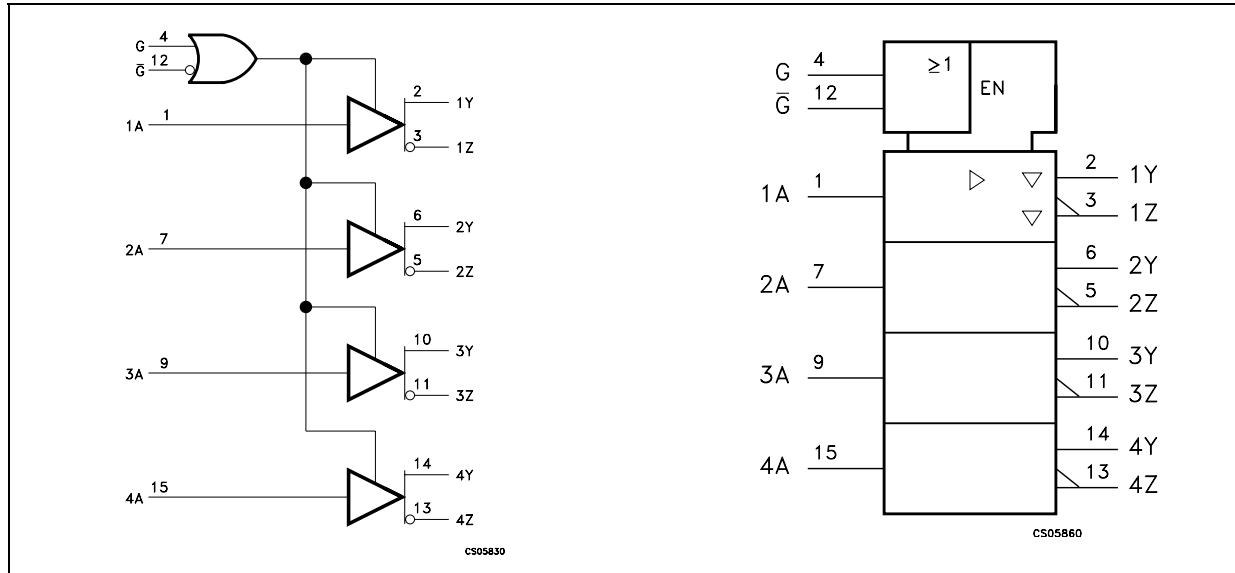 G 4
G̅ 12
2 1Y
1A 1
3 1Z
6 2Y
2A 7
5 2Z
10 3Y
3A 9
11 3Z
14 4Y
4A 15
13 4Z
CS05830
G 4
≥1
EN
G̅ 12
1A 1
2 1Y
3 1Z
2A 7
6 2Y
5 2Z
3A 9
10 3Y
11 3Z
4A 15
14 4Y
13 4Z
CS05860